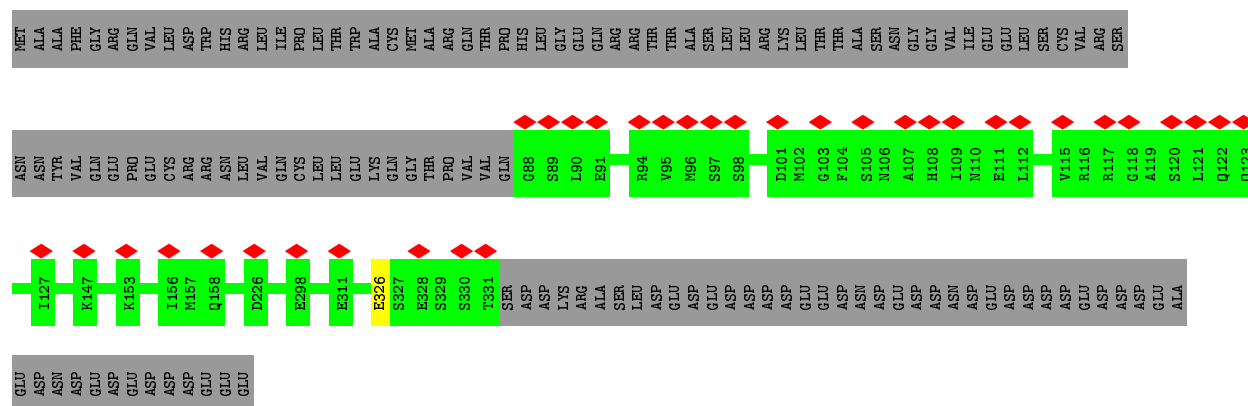 MET ALA ALA PHE GLY ARG GLN VAL LEU ASP TRP HIS ARG LEU ILE PRO LEU THR TRP ALA CYS MET ALA ARG GLN THR PRO HIS LEU GLY GLU GLN ARG ARG THR THR ALA SER LEU LEU ARG LYS LEU THR THR ALA SER ASN GLY GLY VAL ILE GLU GLU LEU SER CYS VAL ARG SER
ASN ASN TYR VAL GLN GLU PRO GLU CYS ARG ARG ASN LEU VAL GLN CYS LEU LEU GLU LYS GLN GLY THR PRO VAL VAL GLN G88 S89 L90 E91 R94 V95 M96 S97 S98 D101 M102 G103 F104 S105 N106 A107 H108 I109 N110 E111 L112 V115 R116 R117 G118 A119 S120 L121 Q122 Q123
I127 K147 K153 I156 M157 Q158 D226 E298 E311 E326 S327 E328 S329 S330 T331 SER ASP ASP LYS ARG ALA SER LEU ASP GLU ASP GLU ASP ASP ASP ASP GLU GLU ASP ASN ASP GLU ASP ASP ASN ASP GLU ASP ASP ASP ASP GLU ASP ASP ASP GLU ALA
GLU ASP ASN ASP GLU ASP GLU ASP ASP ASP GLU GLU GLU